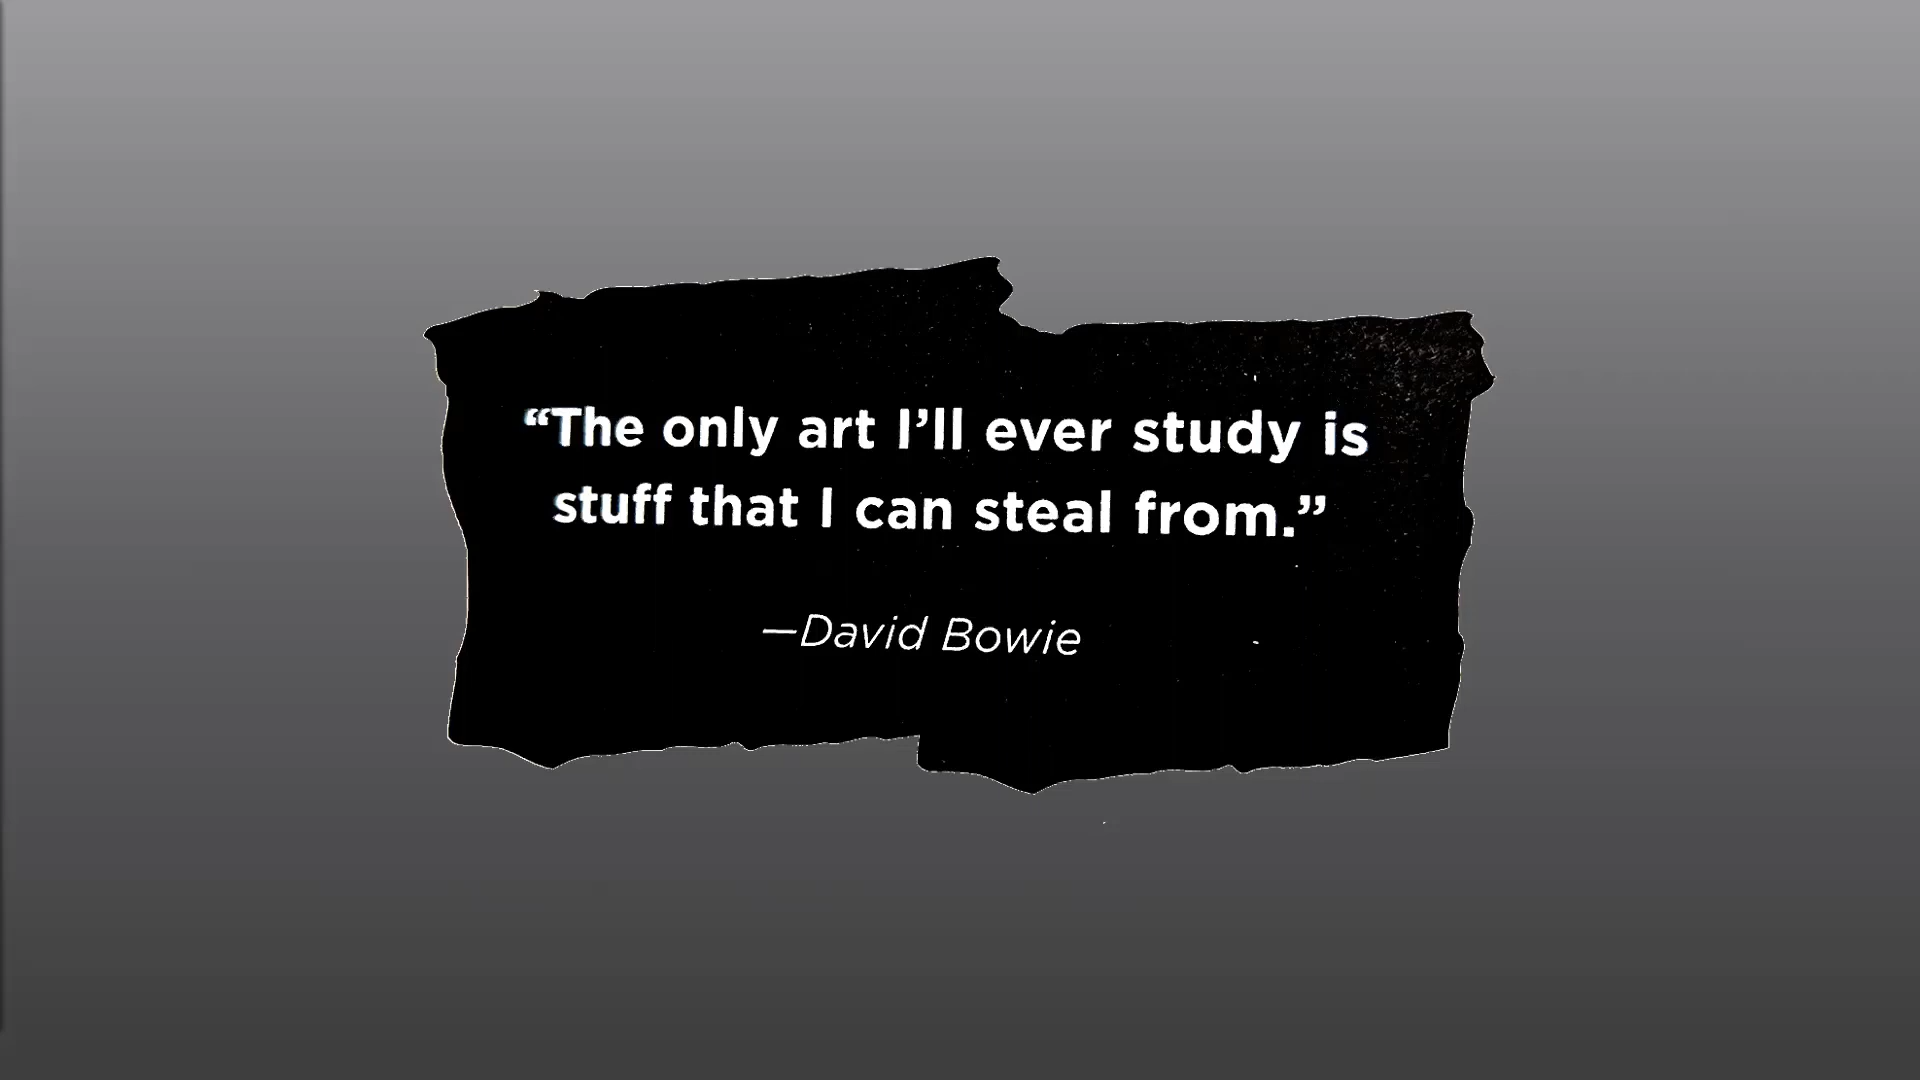 “The only art I’ll ever study is
stuff that I can steal from.”
—David Bowie